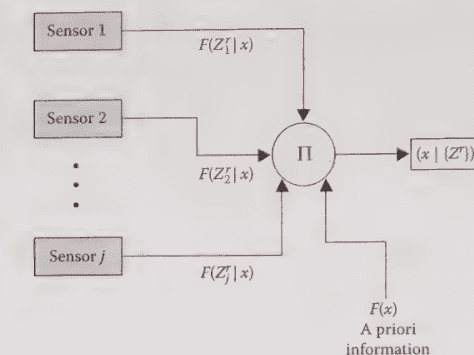 Sensor 1
F(Z₁ʳ | x)
Sensor 2
Π
(x | {Zʳ})
F(Z₂ʳ | x)
Sensor j
F(Zⱼʳ | x)
F(x)
A priori
information